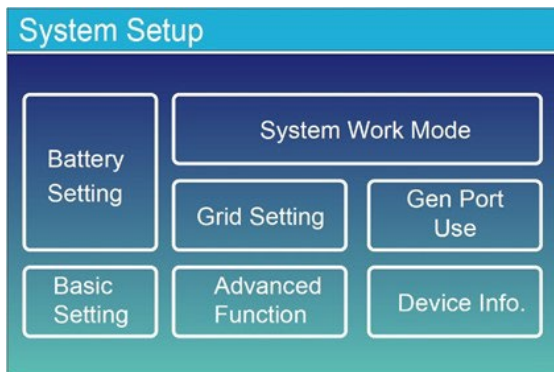 System Setup
System Work Mode
Battery
Setting
Grid Setting
Gen Port
Use
Basic
Setting
Advanced
Function
Device Info.